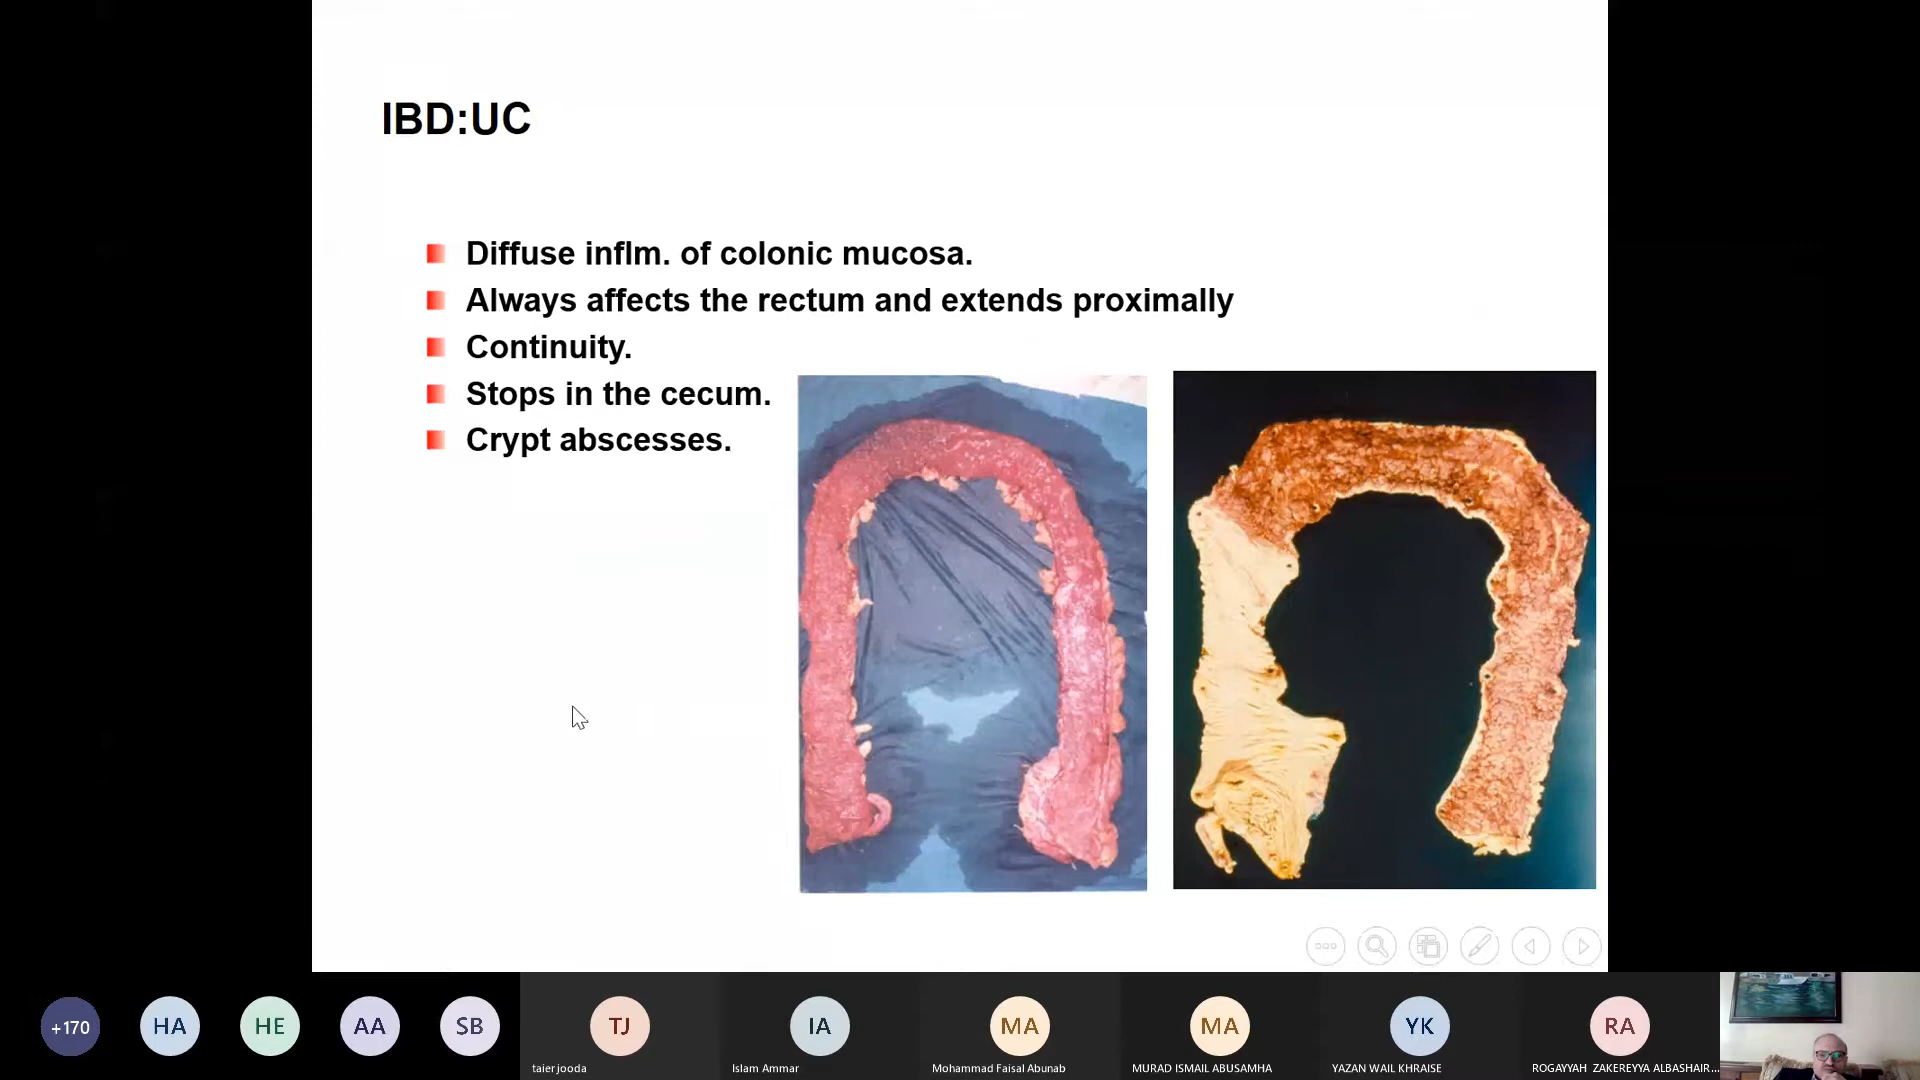 IBD:UC
Diffuse inflm. of colonic mucosa.
Always affects the rectum and extends proximally
Continuity.
Stops in the cecum.
Crypt abscesses.
+170
HA
HE
AA
SB
TJ
IA
MA
MA
YK
RA
taier jooda
Islam Ammar
Mohammad Faisal Abunab
MURAD ISMAIL ABUSAMHA
YAZAN WAIL KHRAISE
ROGAYYAH ZAKEREYYA ALBASHAIR...